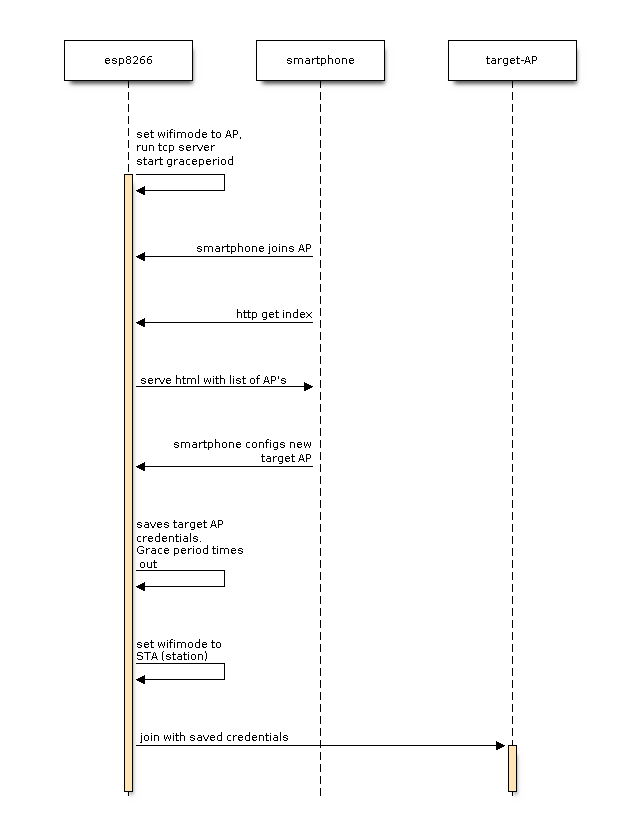 esp8266
smartphone
target-AP
set wifimode to AP,
run tcp server
start graceperiod
smartphone joins AP
http get index
serve html with list of AP's
smartphone configs new
target AP
saves target AP
credentials.
Grace period times
out
set wifimode to
STA (station)
join with saved credentials